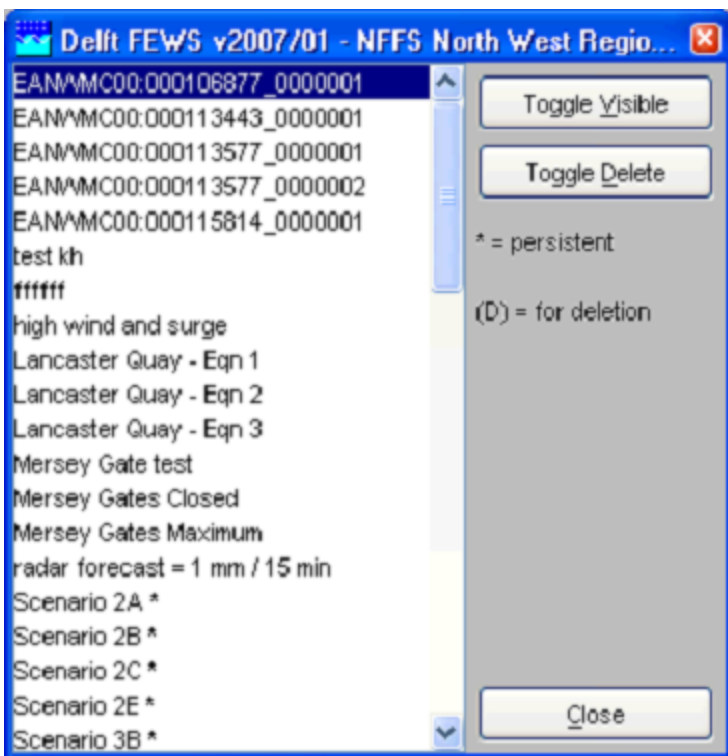 Delft FEWS v2007/01 - NFFS North West Regio...
EANWMC00:000106877_0000001
EANWMC00:000113443_0000001
EANWMC00:000113577_0000001
EANWMC00:000113577_0000002
EANWMC00:000115814_0000001
test kh
ffffff
high wind and surge
Lancaster Quay - Eqn 1
Lancaster Quay - Eqn 2
Lancaster Quay - Eqn 3
Mersey Gate test
Mersey Gates Closed
Mersey Gates Maximum
radar forecast = 1 mm / 15 min
Scenario 2A *
Scenario 2B *
Scenario 2C *
Scenario 2E *
Scenario 3B *
Toggle Visible
Toggle Delete
* = persistent
(D) = for deletion
Close